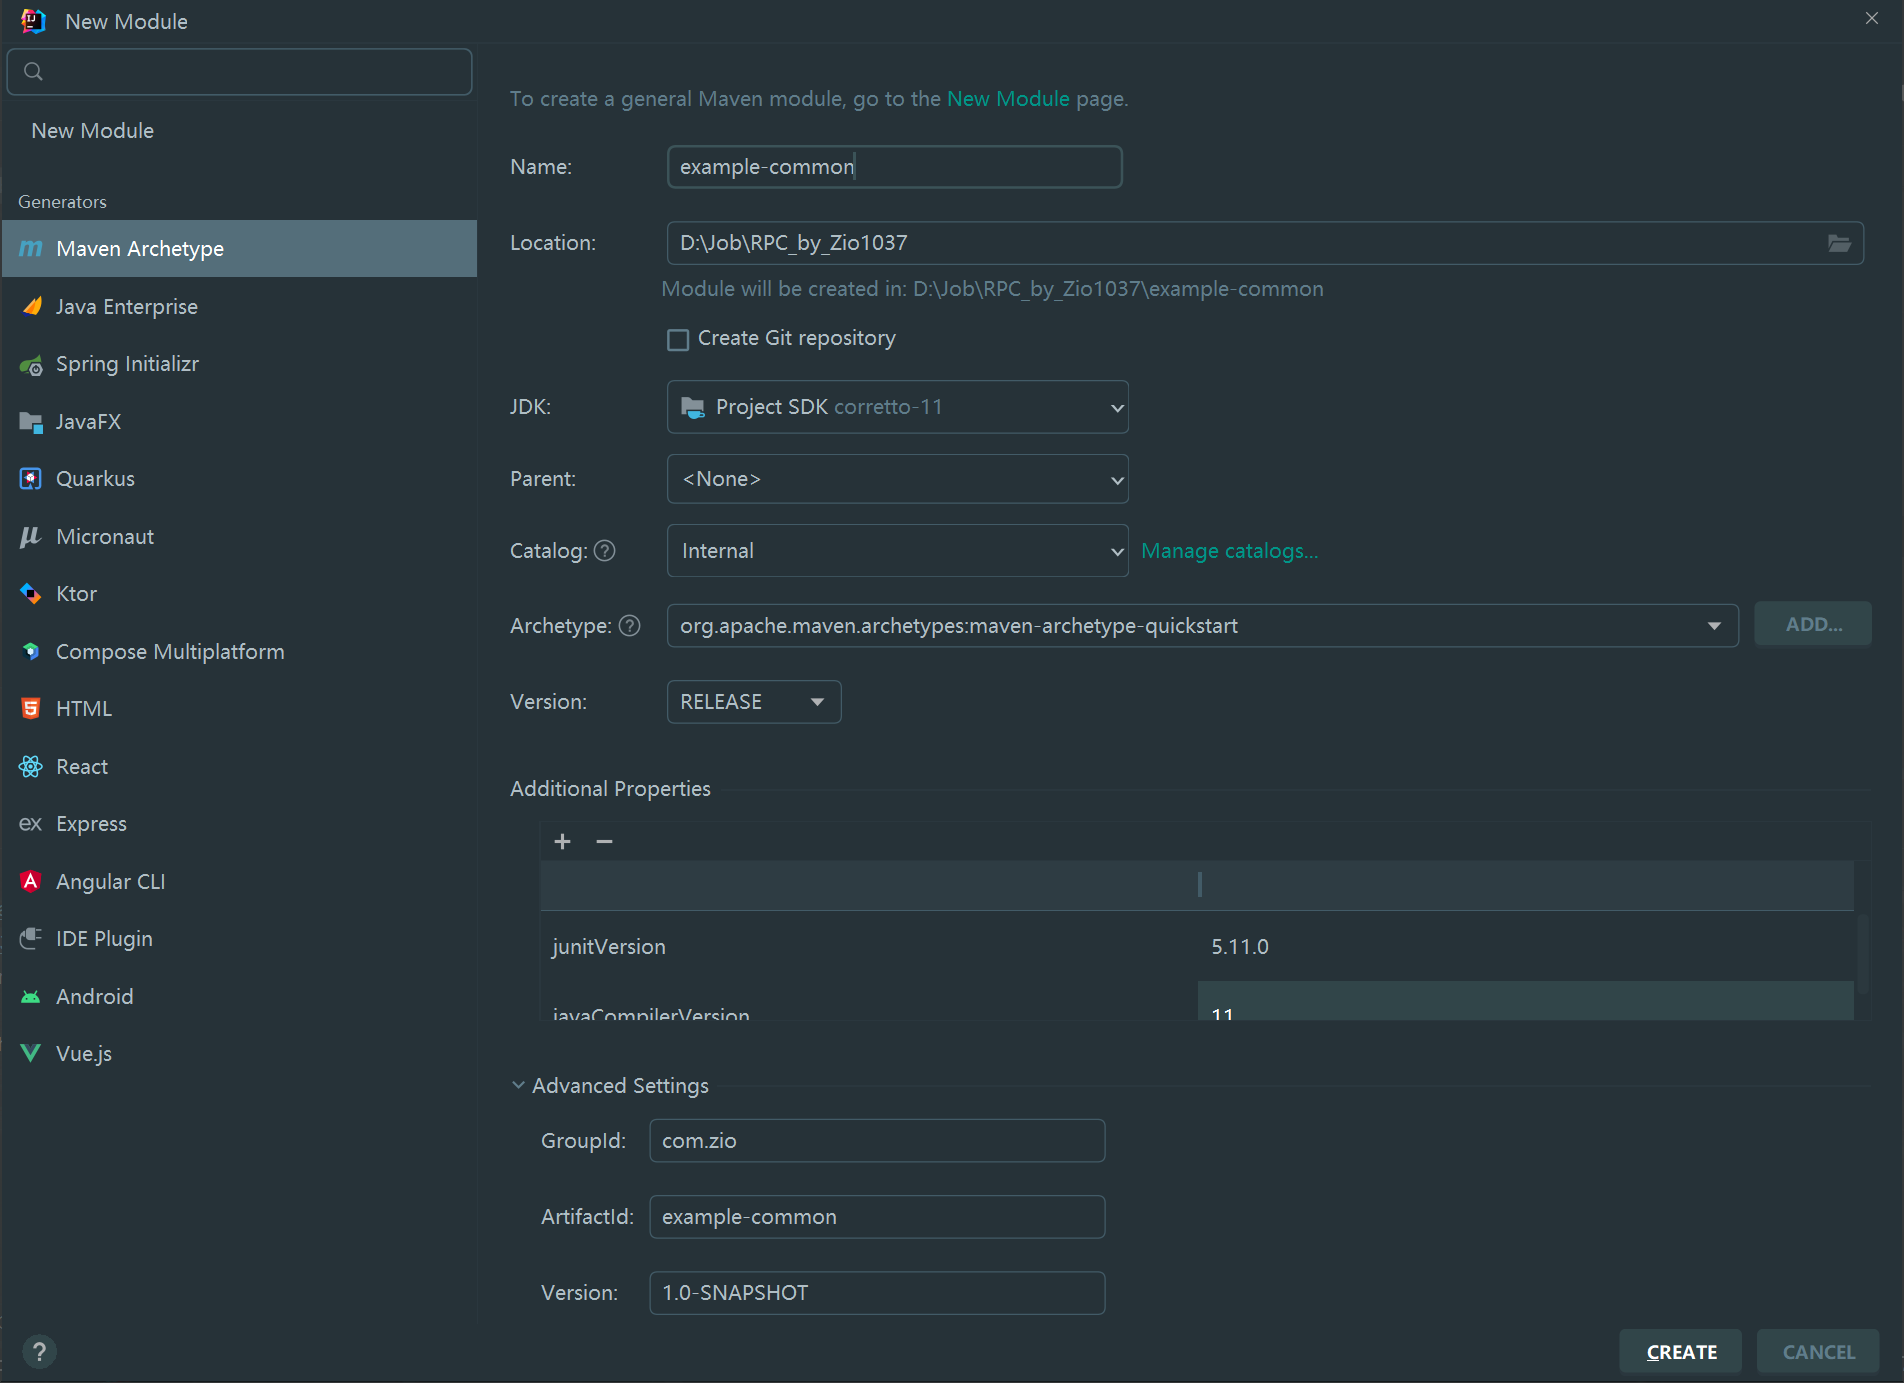 New Module
New Module
Generators
Maven Archetype
Java Enterprise
Spring Initializr
JavaFX
Quarkus
Micronaut
Ktor
Compose Multiplatform
HTML
React
ex Express
Angular CLI
IDE Plugin
Android
Vue.js
To create a general Maven module, go to the New Module page.
Name: example-common
Location: D:\Job\RPC_by_Zio1037
Module will be created in: D:\Job\RPC_by_Zio1037\example-common
Create Git repository
JDK: Project SDK corretto-11
Parent: <None>
Catalog: ? Internal Manage catalogs...
Archetype: ? org.apache.maven.archetypes:maven-archetype-quickstart ADD...
Version: RELEASE
Additional Properties
+ −
junitVersion 5.11.0
javaCompilerVersion 11
Advanced Settings
GroupId: com.zio
ArtifactId: example-common
Version: 1.0-SNAPSHOT
? CREATE CANCEL